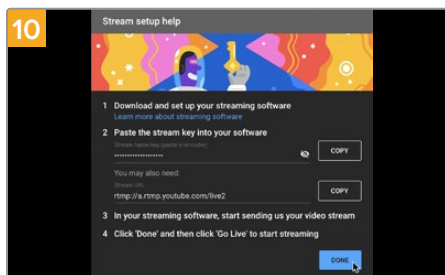 10
Stream setup help
1 Download and set up your streaming software
Learn more about streaming software
2 Paste the stream key into your software
Stream name/key (paste in encoder)
••••••••••••••••••••
COPY
You may also need:
Stream URL
rtmp://a.rtmp.youtube.com/live2
COPY
3 In your streaming software, start sending us your video stream
4 Click 'Done' and then click 'Go Live' to start streaming
DONE